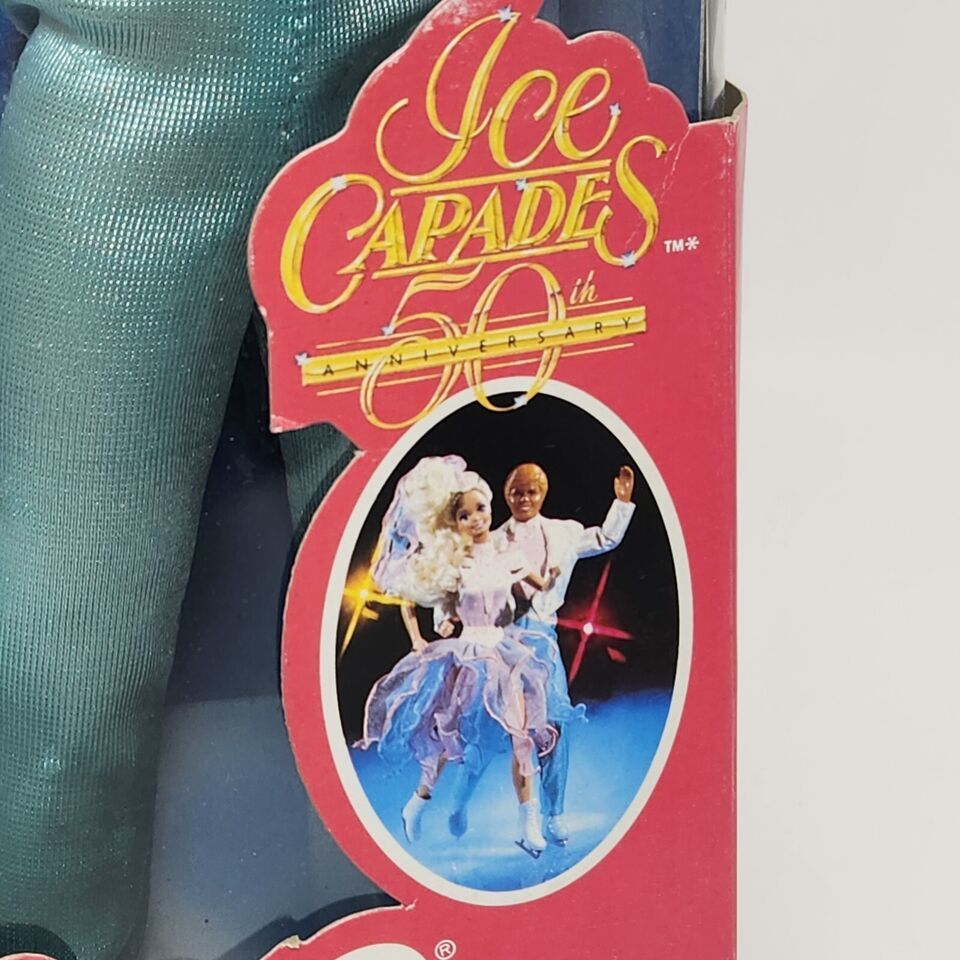 Ice
CAPADES TM*
50th
ANNIVERSARY
®